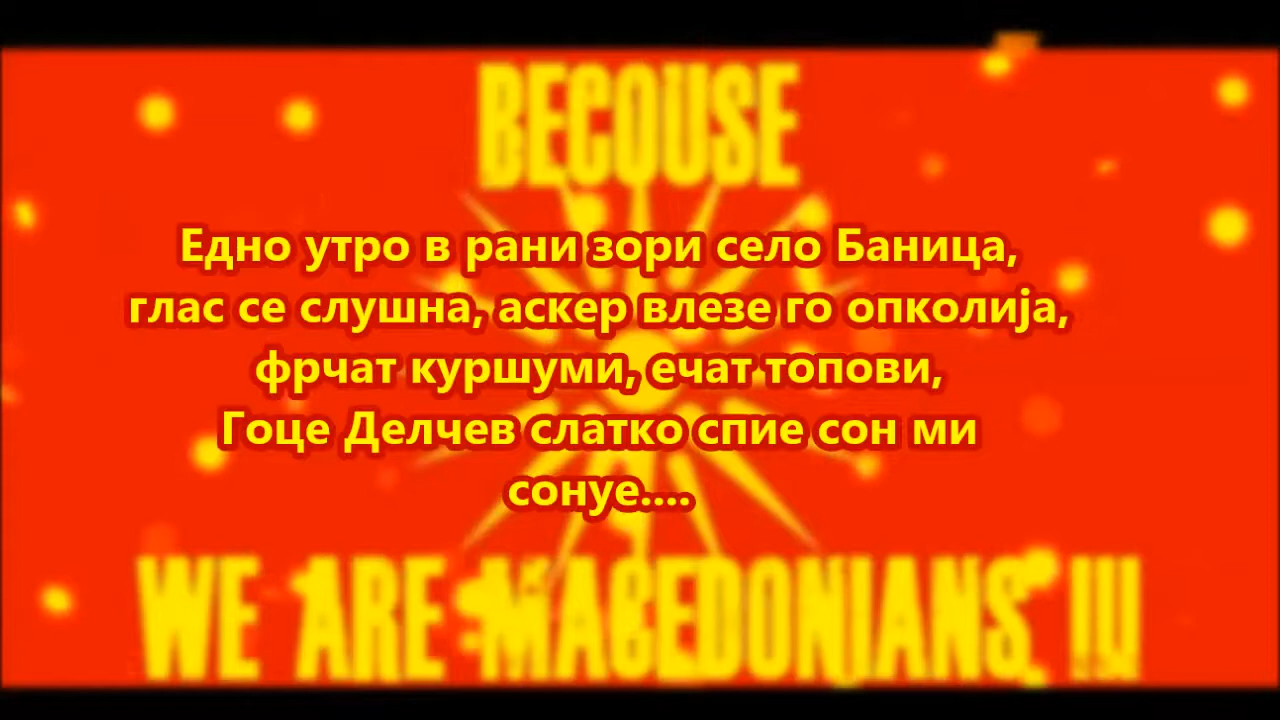 BECOUSE
Едно утро в рани зори село Баница,
глас се слушна, аскер влезе го опколија,
фрчат куршуми, ечат топови,
Гоце Делчев слатко спие сон ми
сонуе....
WE ARE MACEDONIANS !!!